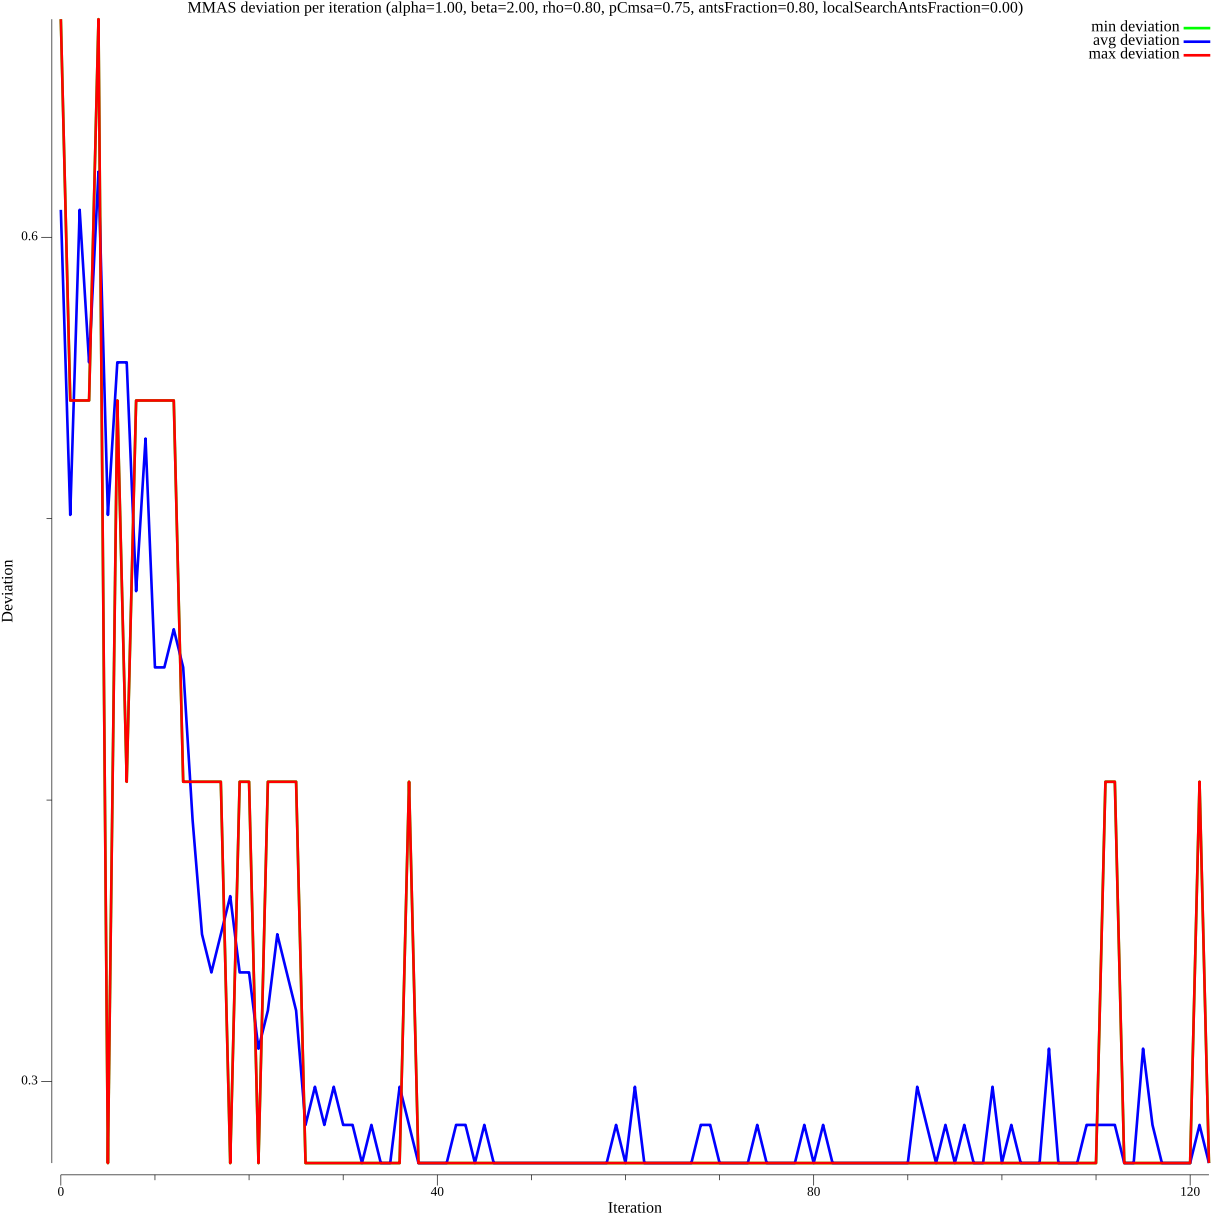 MMAS deviation per iteration (alpha=1.00, beta=2.00, rho=0.80, pCmsa=0.75, antsFraction=0.80, localSearchAntsFraction=0.00)
min deviation
avg deviation
max deviation
0.6
Deviation
0.3
0 40 80 120
Iteration